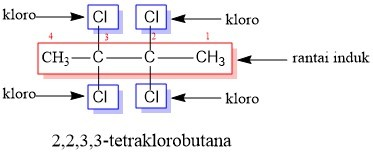 kloro Cl Cl kloro
4 3 2 1
CH₃ C C CH₃ rantai induk
kloro Cl Cl kloro
2,2,3,3-tetraklorobutana